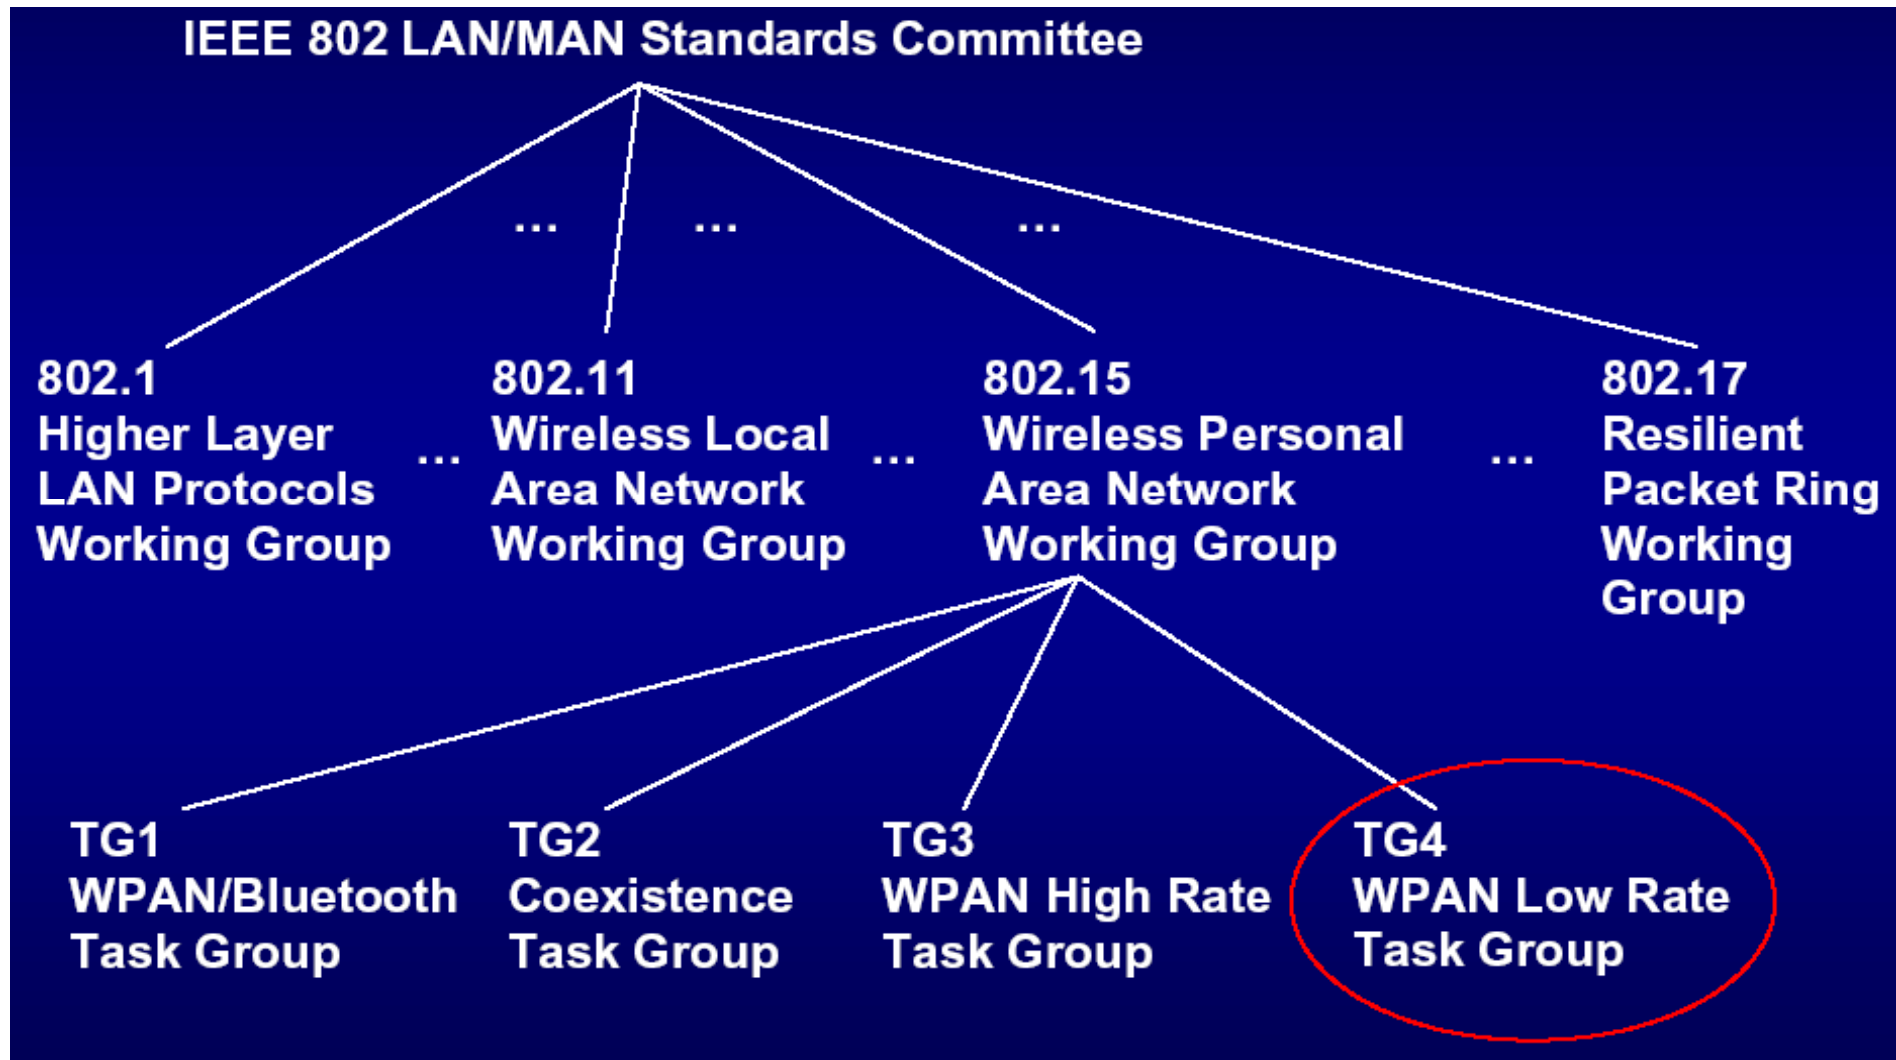 IEEE 802 LAN/MAN Standards Committee
... ... ...
802.1
Higher Layer
LAN Protocols
Working Group
...
802.11
Wireless Local
Area Network
Working Group
...
802.15
Wireless Personal
Area Network
Working Group
...
802.17
Resilient
Packet Ring
Working
Group
TG1
WPAN/Bluetooth
Task Group
TG2
Coexistence
Task Group
TG3
WPAN High Rate
Task Group
TG4
WPAN Low Rate
Task Group